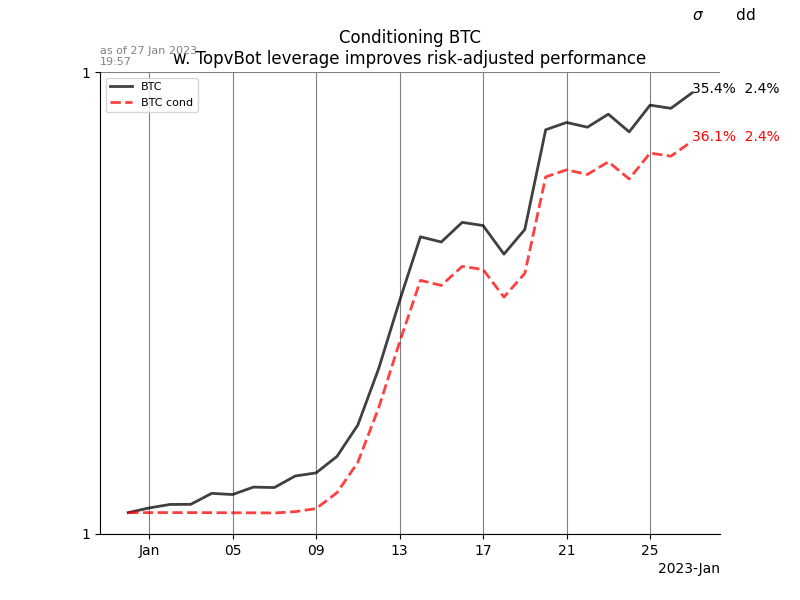 σ dd
Conditioning BTC
as of 27 Jan 2023
19:57
w. TopvBot leverage improves risk-adjusted performance
1
BTC
BTC cond
35.4% 2.4%
36.1% 2.4%
1
Jan 05 09 13 17 21 25
2023-Jan